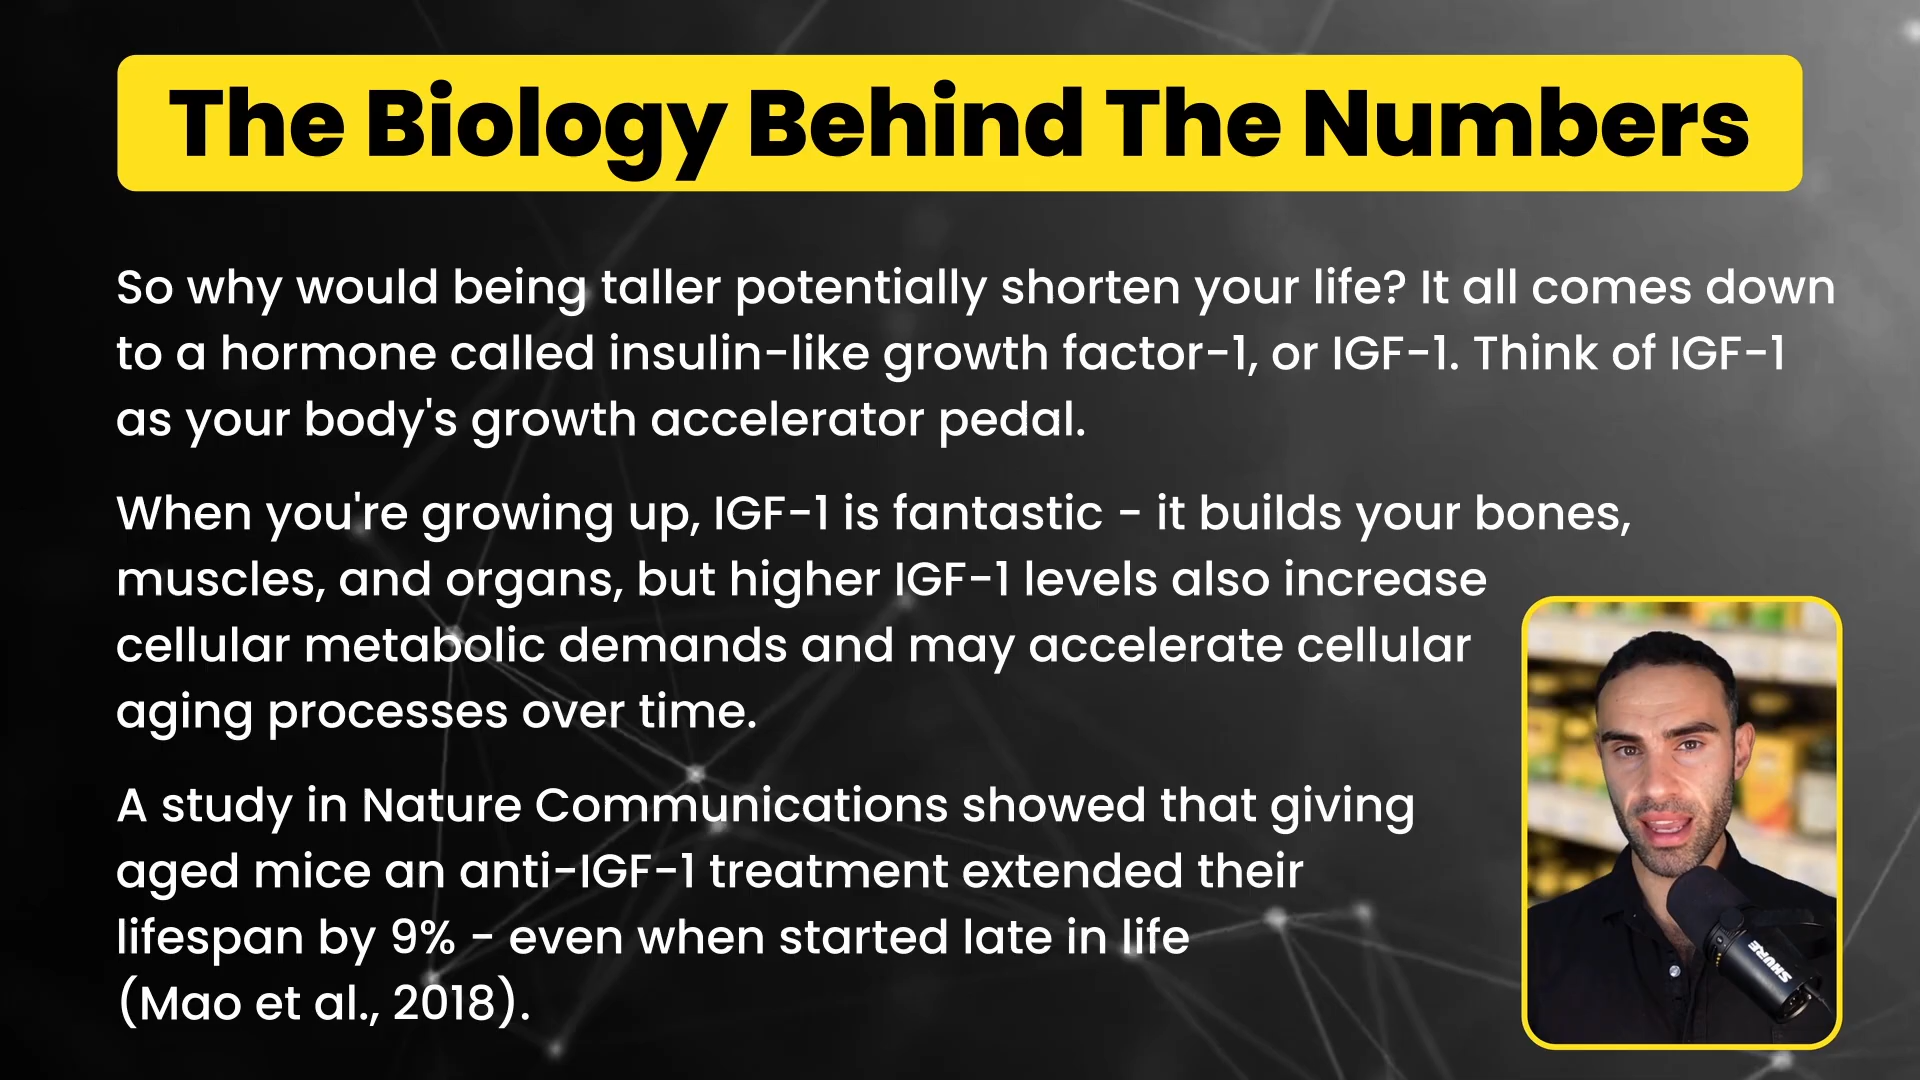 The Biology Behind The Numbers
So why would being taller potentially shorten your life? It all comes down
to a hormone called insulin-like growth factor-1, or IGF-1. Think of IGF-1
as your body's growth accelerator pedal.
When you're growing up, IGF-1 is fantastic - it builds your bones,
muscles, and organs, but higher IGF-1 levels also increase
cellular metabolic demands and may accelerate cellular
aging processes over time.
A study in Nature Communications showed that giving
aged mice an anti-IGF-1 treatment extended their
lifespan by 9% - even when started late in life
(Mao et al., 2018).
SHURE